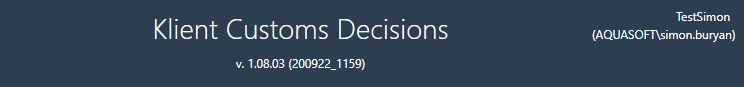 Klient Customs Decisions
v. 1.08.03 (200922_1159)
TestSimon
(AQUASOFT\simon.buryan)